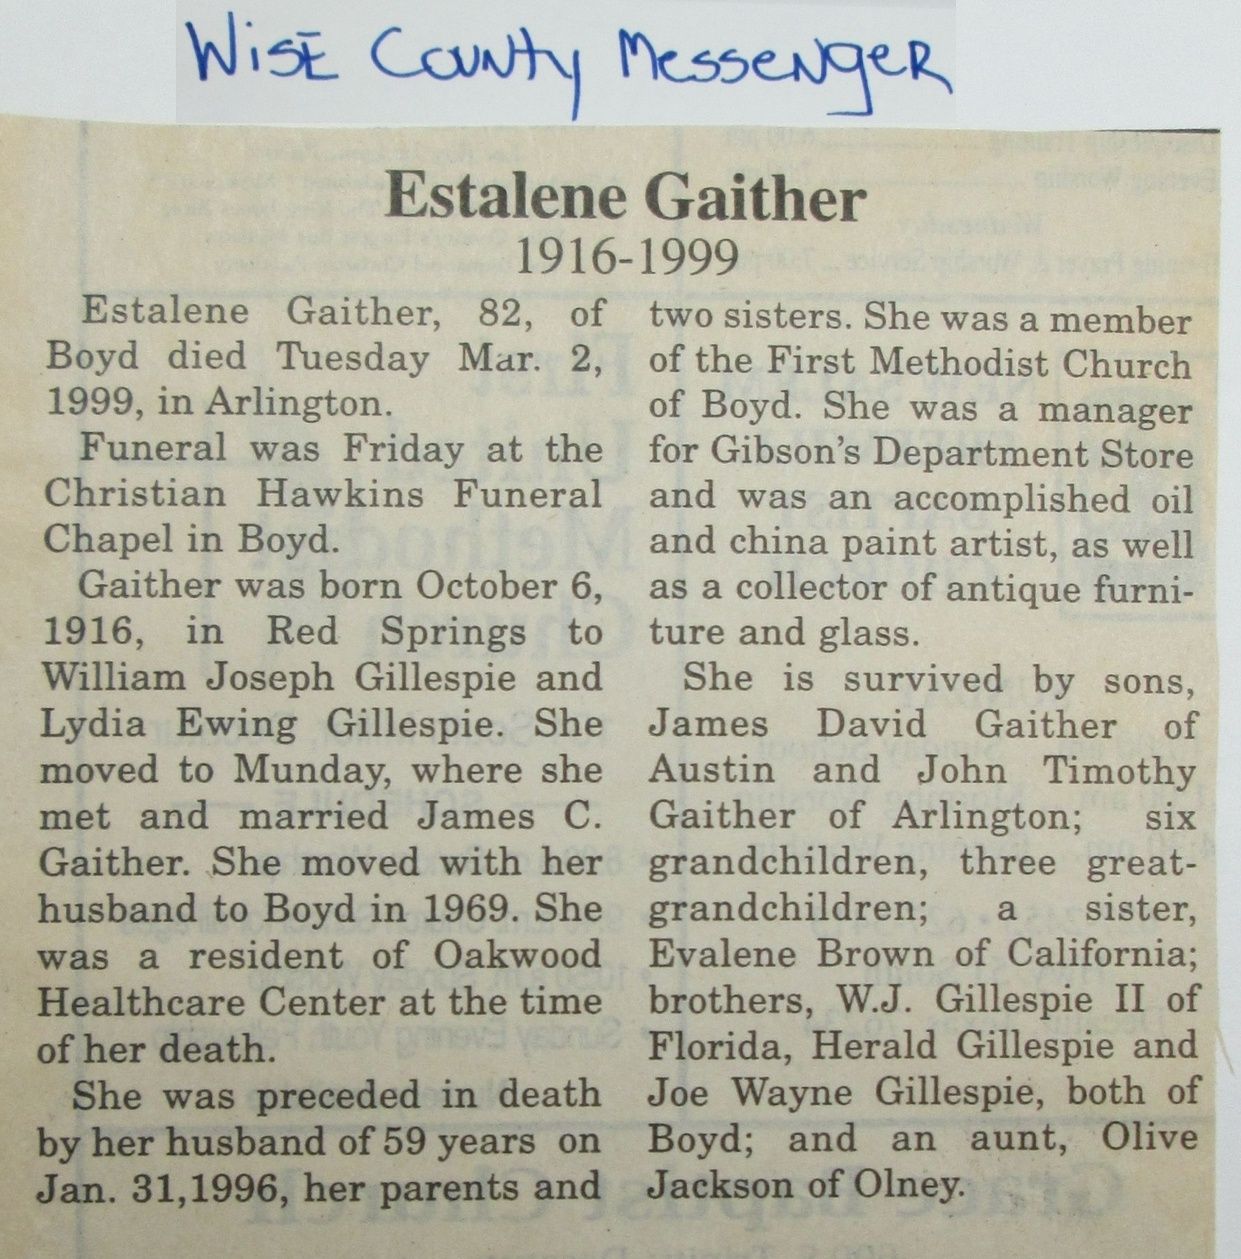 Wise County Messenger
Estalene Gaither
1916-1999
Estalene Gaither, 82, of
Boyd died Tuesday Mar. 2,
1999, in Arlington.
Funeral was Friday at the
Christian Hawkins Funeral
Chapel in Boyd.
Gaither was born October 6,
1916, in Red Springs to
William Joseph Gillespie and
Lydia Ewing Gillespie. She
moved to Munday, where she
met and married James C.
Gaither. She moved with her
husband to Boyd in 1969. She
was a resident of Oakwood
Healthcare Center at the time
of her death.
She was preceded in death
by her husband of 59 years on
Jan. 31,1996, her parents and
two sisters. She was a member
of the First Methodist Church
of Boyd. She was a manager
for Gibson's Department Store
and was an accomplished oil
and china paint artist, as well
as a collector of antique furni-
ture and glass.
She is survived by sons,
James David Gaither of
Austin and John Timothy
Gaither of Arlington; six
grandchildren, three great-
grandchildren; a sister,
Evalene Brown of California;
brothers, W.J. Gillespie II of
Florida, Herald Gillespie and
Joe Wayne Gillespie, both of
Boyd; and an aunt, Olive
Jackson of Olney.